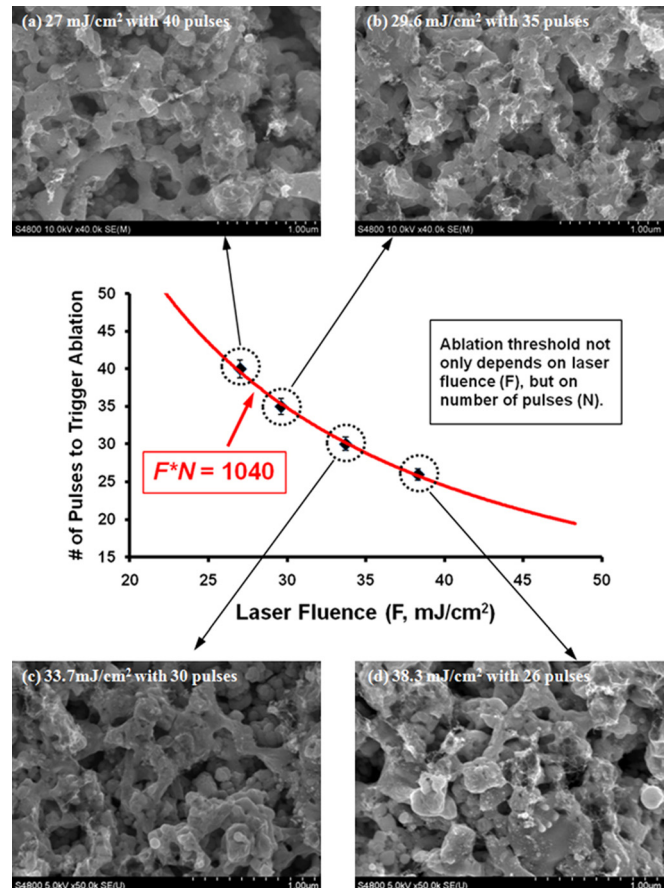 (a) 27 mJ/cm² with 40 pulses
(b) 29.6 mJ/cm² with 35 pulses
S4800 10.0kV x40.0k SE(M)
1.00um
S4800 10.0kV x40.0k SE(M)
1.00um
# of Pulses to Trigger Ablation
50
45
40
35
30
25
20
15
Ablation threshold not
only depends on laser
fluence (F), but on
number of pulses (N).
F*N = 1040
20
25
30
35
40
45
50
Laser Fluence (F, mJ/cm²)
(c) 33.7mJ/cm² with 30 pulses
(d) 38.3 mJ/cm² with 26 pulses
S4800 5.0kV x50.0k SE(U)
1.00um
S4800 5.0kV x50.0k SE(U)
1.00um